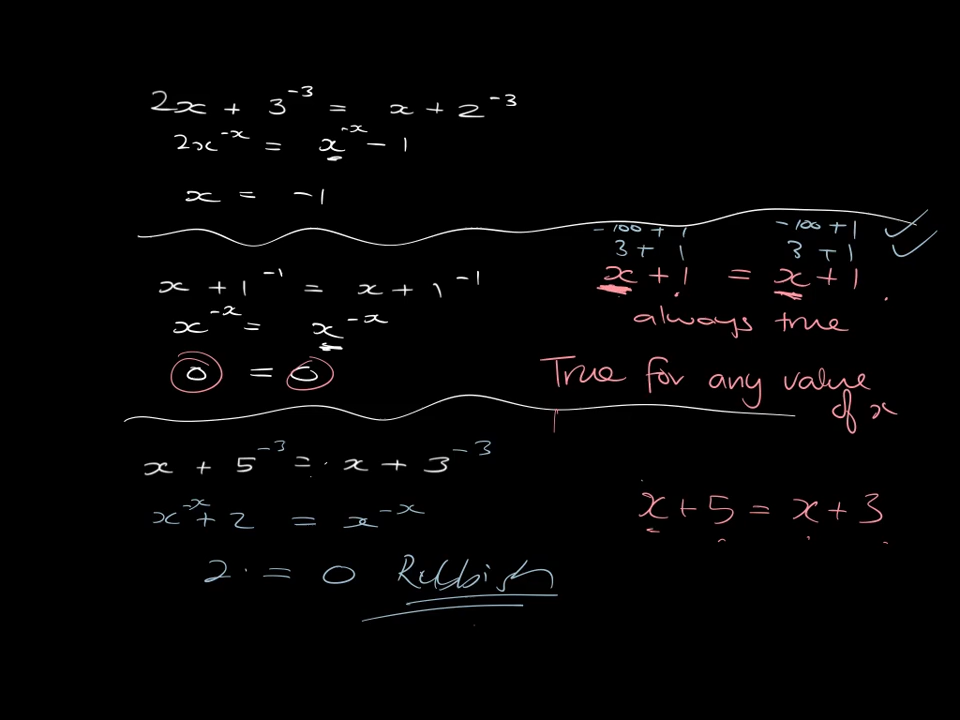 2x + 3⁻³ = x + 2⁻³
2x⁻ˣ = x⁻ˣ - 1
x = -1
-100 + 1 -100 + 1 ✓
3 + 1 3 + 1 ✓
x + 1⁻¹ = x + 1⁻¹ x + 1 = x + 1
x⁻ˣ = x⁻ˣ always true
0 = 0 True for any value
of x
x + 5⁻³ = x + 3⁻³
x⁻ˣ + 2 = x⁻ˣ x + 5 = x + 3
2 = 0 Rubbish